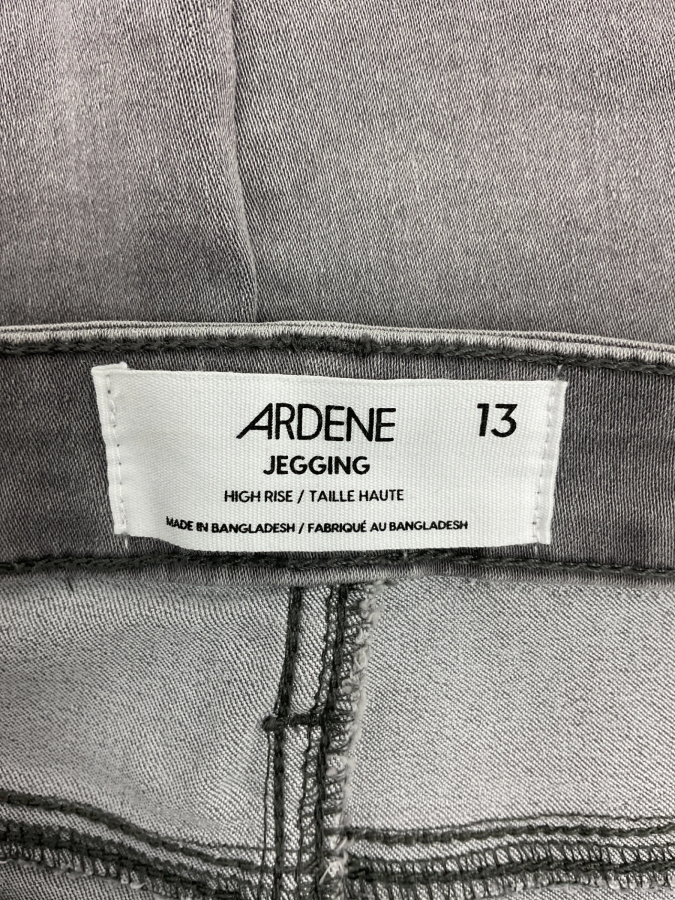 ARDENE 13
JEGGING
HIGH RISE / TAILLE HAUTE
MADE IN BANGLADESH / FABRIQUÉ AU BANGLADESH